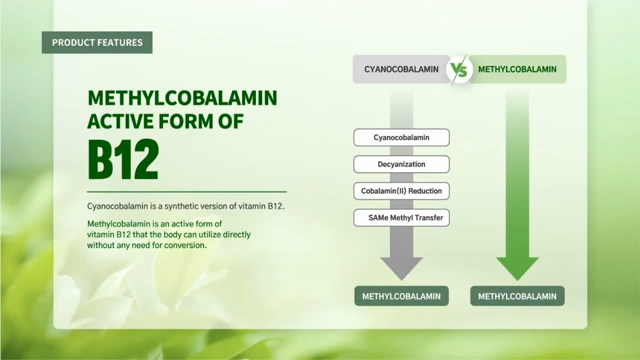 PRODUCT FEATURES
METHYLCOBALAMIN
ACTIVE FORM OF
B12
Cyanocobalamin is a synthetic version of vitamin B12.
Methylcobalamin is an active form of
vitamin B12 that the body can utilize directly
without any need for conversion.
CYANOCOBALAMIN VS METHYLCOBALAMIN
Cyanocobalamin
Decyanization
Cobalamin(II) Reduction
SAMe Methyl Transfer
METHYLCOBALAMIN METHYLCOBALAMIN